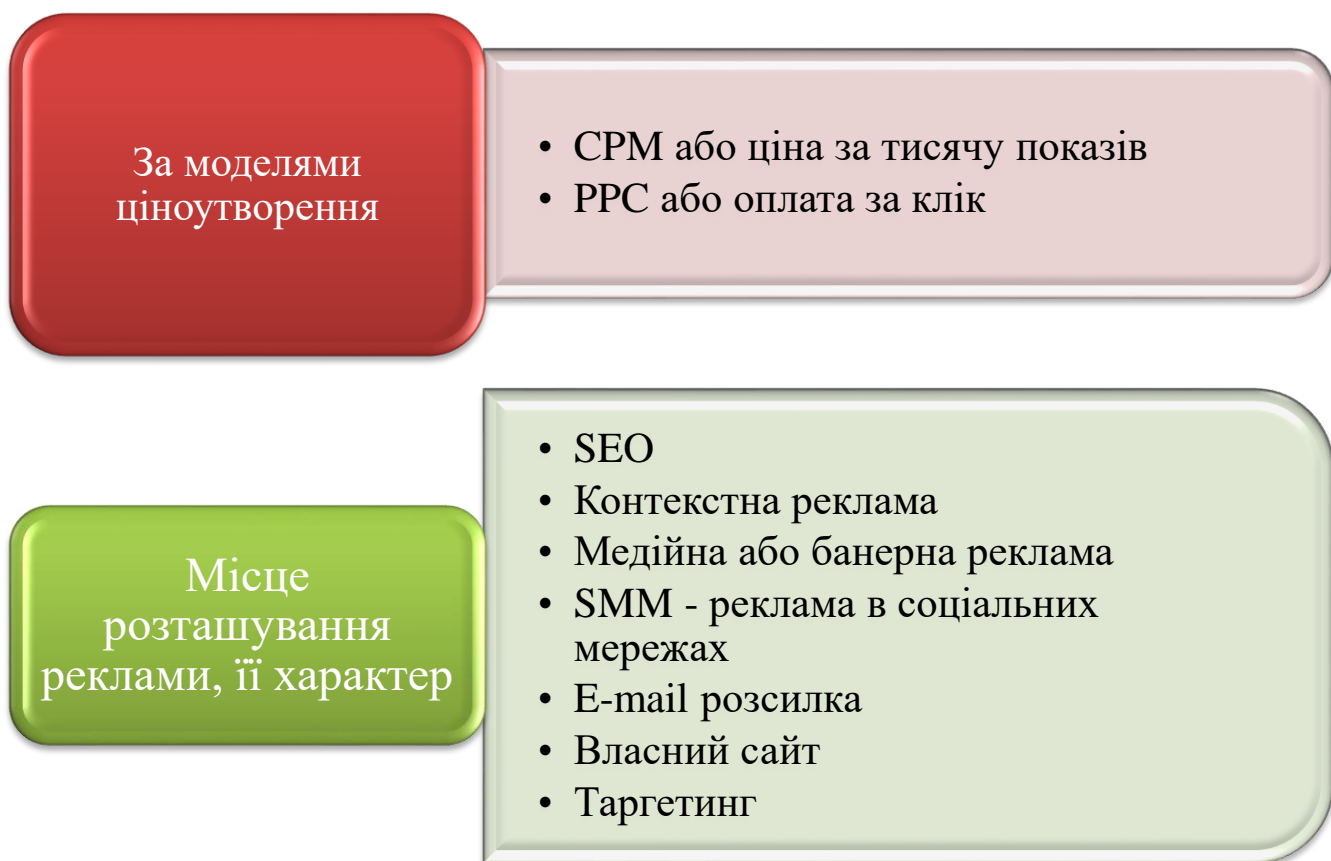 За моделями
ціноутворення
• CPM або ціна за тисячу показів
• PPC або оплата за клік
Місце
розташування
реклами, її характер
• SEO
• Контекстна реклама
• Медійна або банерна реклама
• SMM - реклама в соціальних
мережах
• E-mail розсилка
• Власний сайт
• Таргетинг